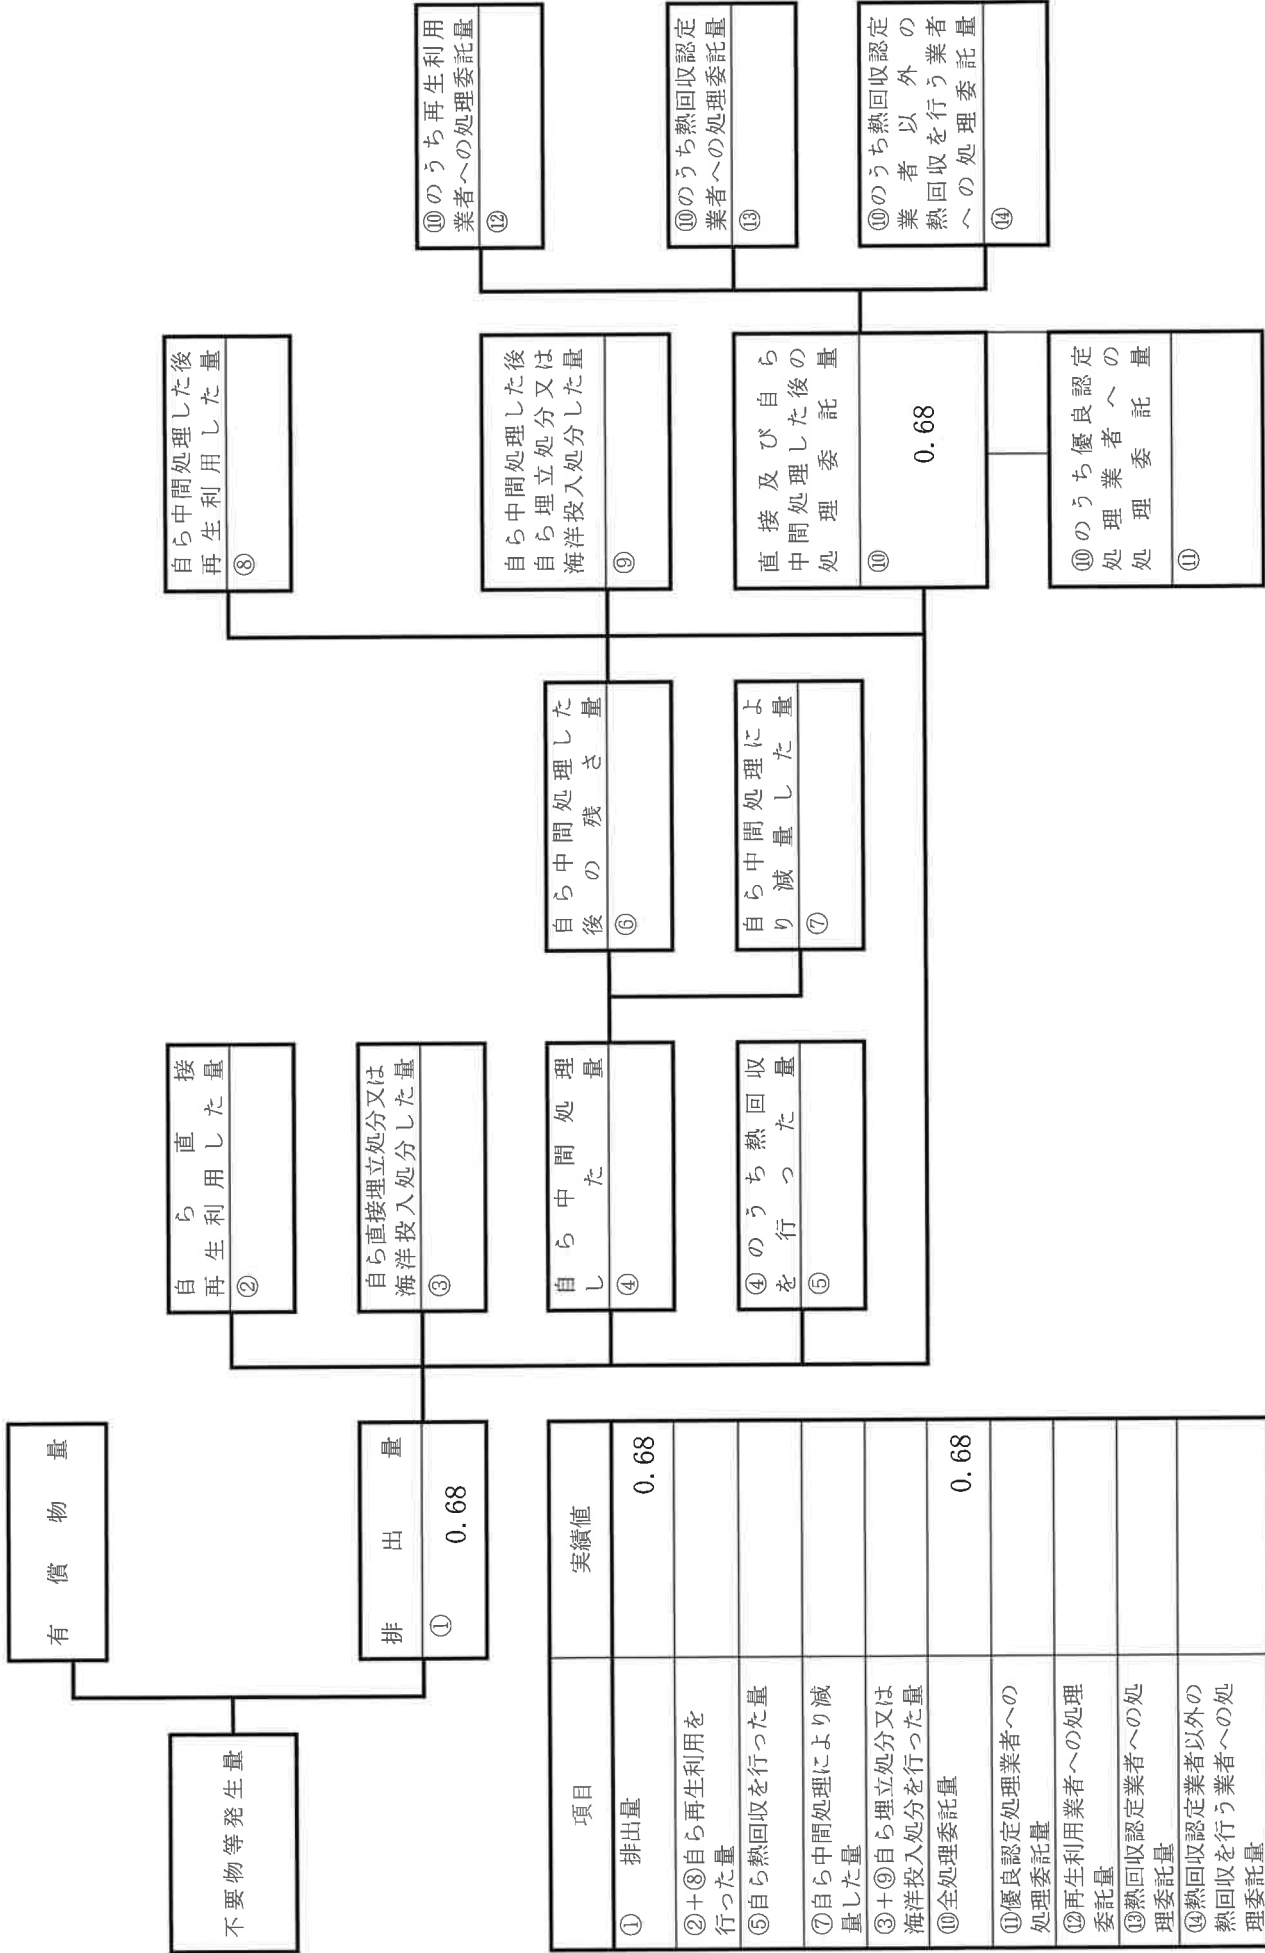 不要物等発生量
有償物量
排出量
① 0.68
自ら直接
再生利用した量
②
自ら直接埋立処分又は
海洋投入処分した量
③
自ら中間処理
した量
④
④のうち熱回収
を行った量
⑤
自ら中間処理した
後の残さ量
⑥
自ら中間処理によ
り減量した量
⑦
自ら中間処理した後
再生利用した量
⑧
自ら中間処理した後
自ら埋立処分又は
海洋投入処分した量
⑨
直接及び自ら
中間処理した後の
処理委託量
⑩ 0.68
⑩のうち優良認定
処理業者への
処理委託量
⑪
⑩のうち再生利用
業者への処理委託量
⑫
⑩のうち熱回収認定
業者への処理委託量
⑬
⑩のうち熱回収認定
業者以外の
熱回収を行う業者
への処理委託量
⑭
項目 実績値
① 排出量 0.68
②+⑧自ら再生利用を
行った量
⑤自ら熱回収を行った量
⑦自ら中間処理により減
量した量
③+⑨自ら埋立処分又は
海洋投入処分を行った量
⑩全処理委託量 0.68
⑪優良認定処理業者への
処理委託量
⑫再生利用業者への処理
委託量
⑬熱回収認定業者への処
理委託量
⑭熱回収認定業者以外の
熱回収を行う業者への処
理委託量